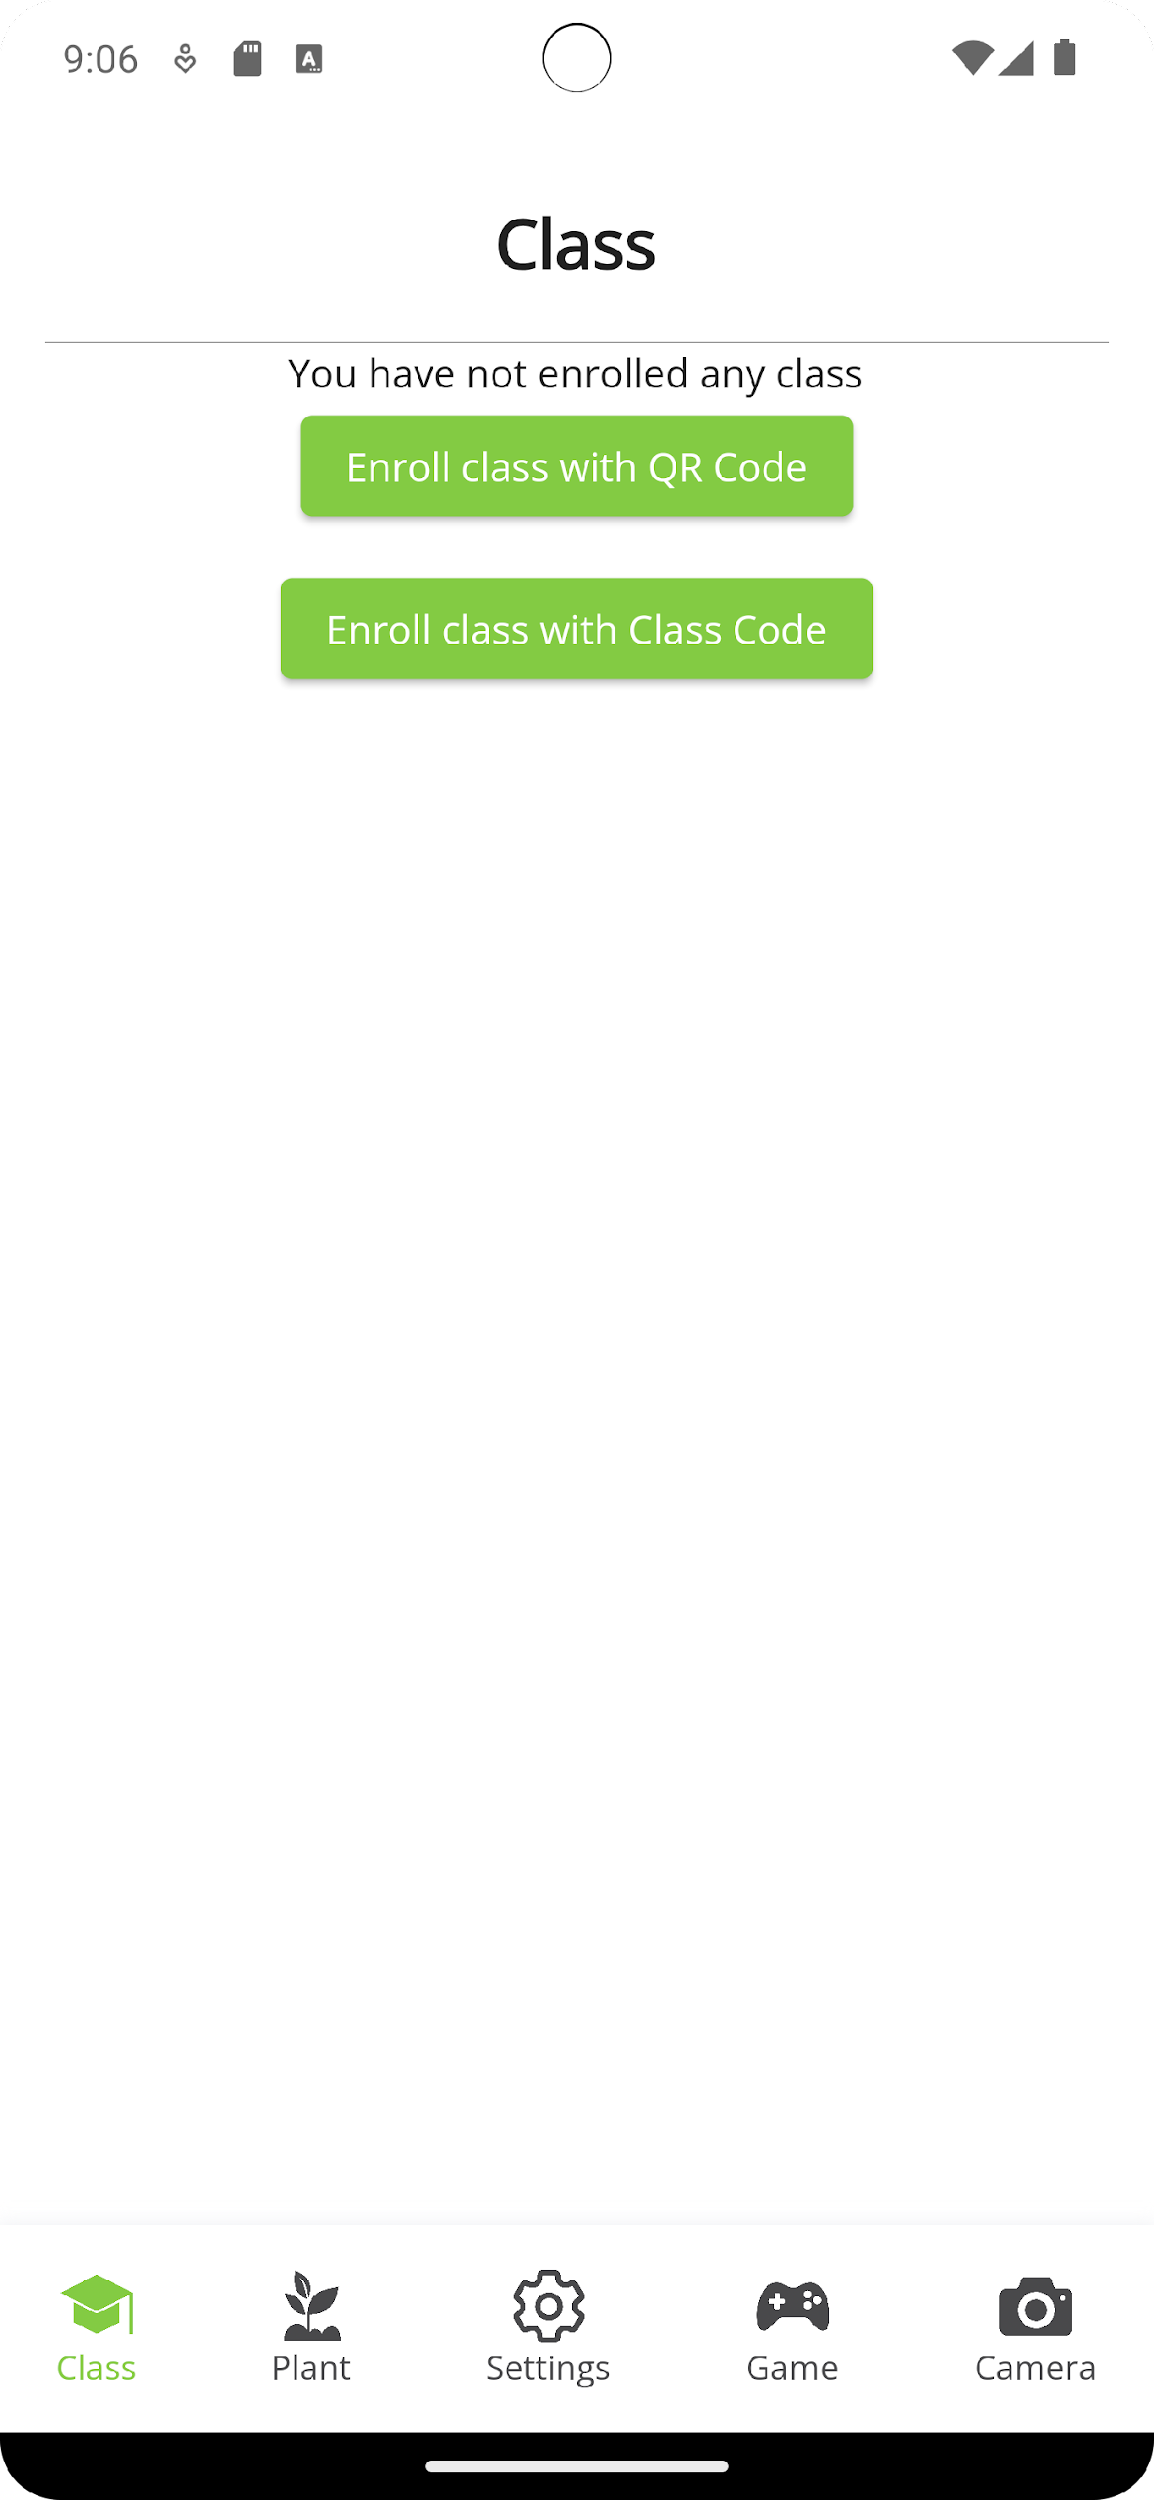 9:06
Class
You have not enrolled any class
Enroll class with QR Code
Enroll class with Class Code
Class
Plant
Settings
Game
Camera